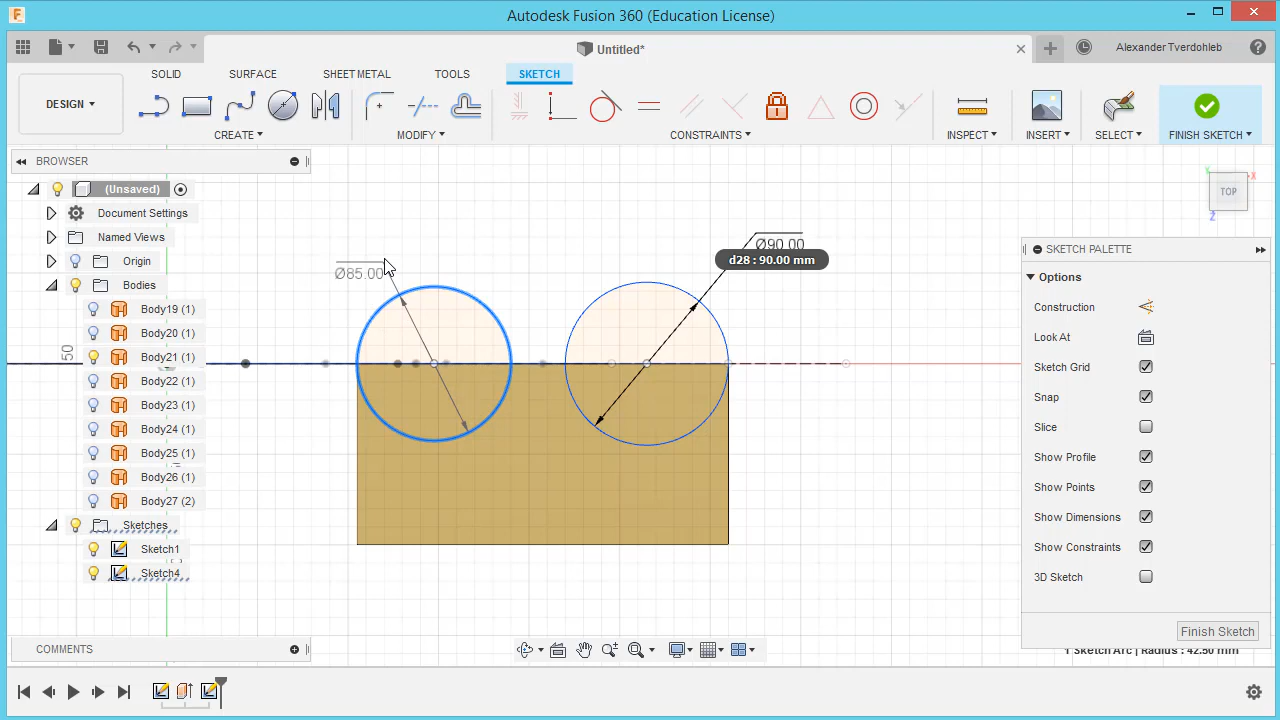 Autodesk Fusion 360 (Education License)
Untitled*
Alexander Tverdohleb
DESIGN
SOLID
SURFACE
SHEET METAL
TOOLS
SKETCH
CREATE
MODIFY
CONSTRAINTS
INSPECT
INSERT
SELECT
FINISH SKETCH
BROWSER
(Unsaved)
Document Settings
Named Views
Origin
Bodies
Body19 (1)
Body20 (1)
Body21 (1)
Body22 (1)
Body23 (1)
Body24 (1)
Body25 (1)
Body26 (1)
Body27 (2)
Sketches
Sketch1
Sketch4
50
Ø85.00
Ø90.00
d28 : 90.00 mm
Y
X
TOP
Z
SKETCH PALETTE
Options
Construction
Look At
Sketch Grid
Snap
Slice
Show Profile
Show Points
Show Dimensions
Show Constraints
3D Sketch
Finish Sketch
1 Sketch Arc | Radius : 42.50 mm
COMMENTS